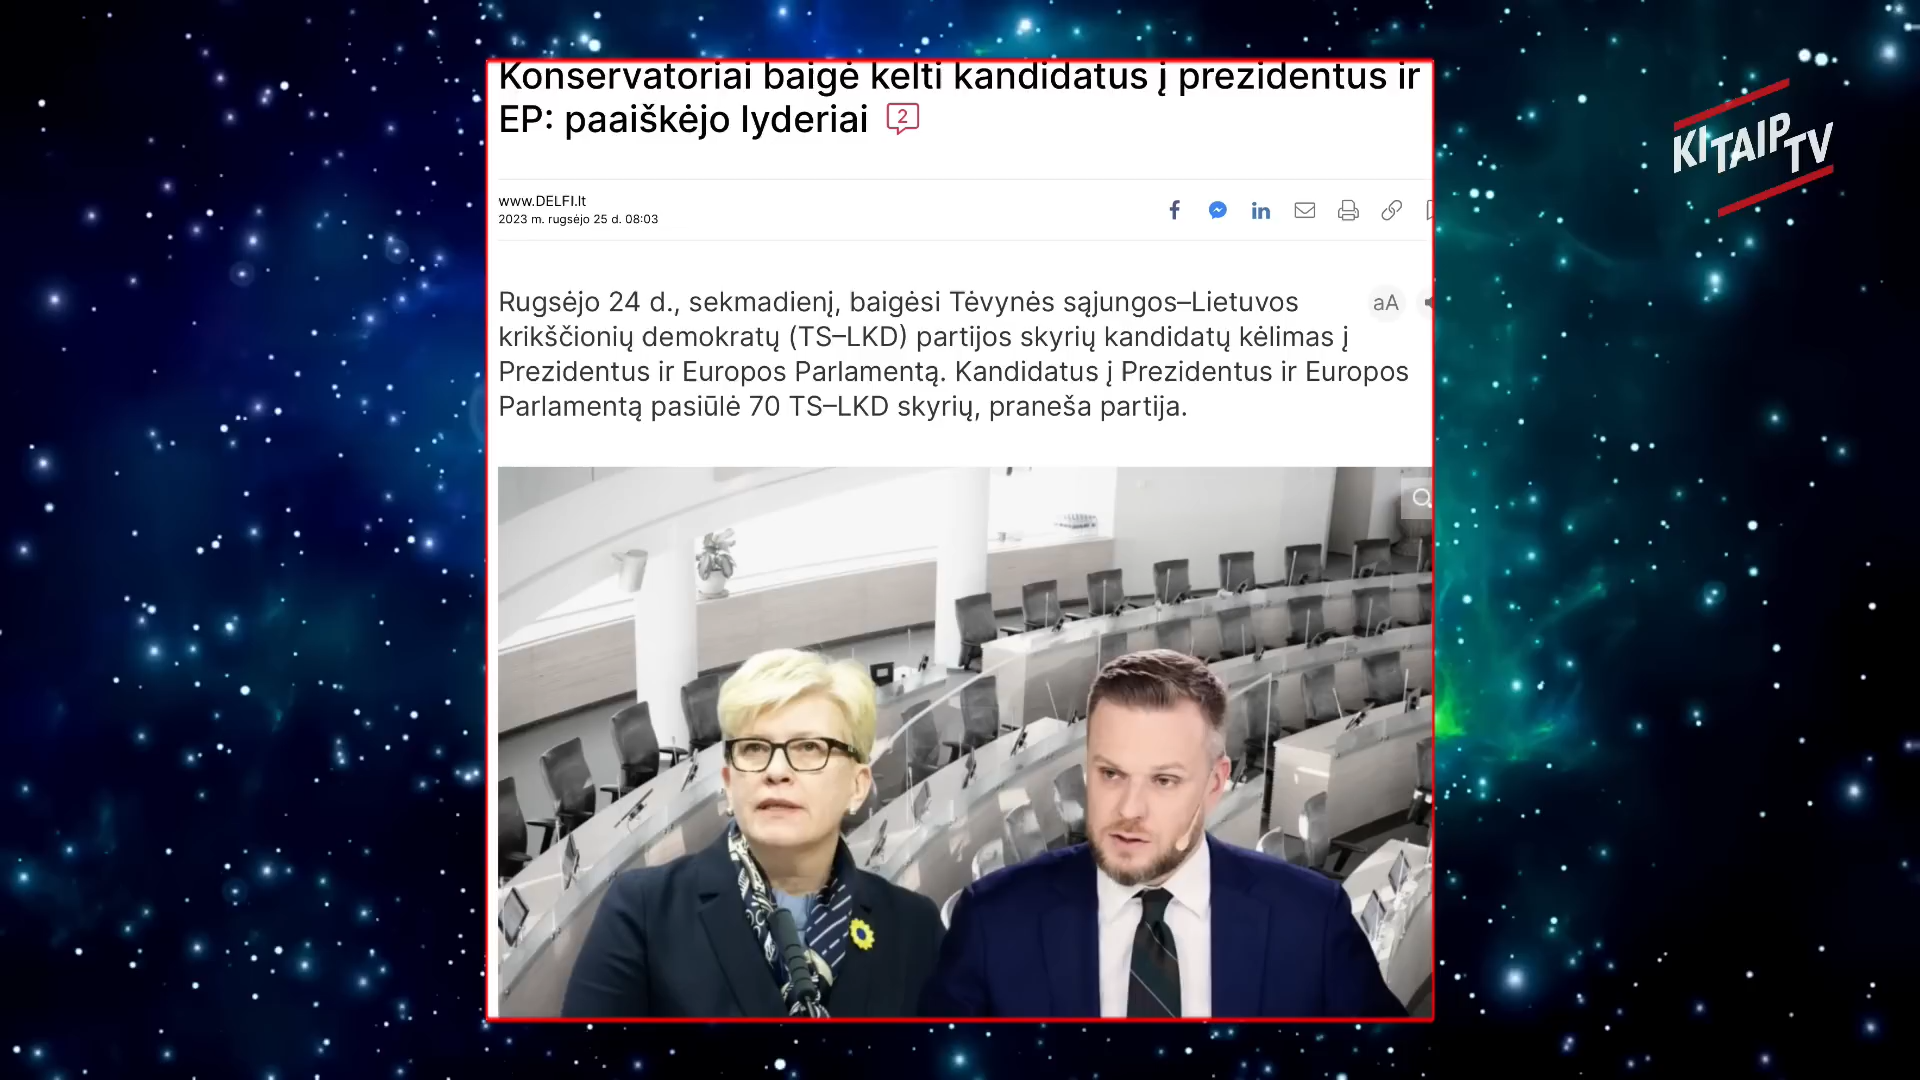 Konservatoriai baigė kelti kandidatus į prezidentus ir
EP: paaiškėjo lyderiai 2
KITAIP TV
www.DELFI.lt
2023 m. rugsėjo 25 d. 08:03
Rugsėjo 24 d., sekmadienį, baigėsi Tėvynės sąjungos–Lietuvos
aA
krikščionių demokratų (TS–LKD) partijos skyrių kandidatų kėlimas į
Prezidentus ir Europos Parlamentą. Kandidatus į Prezidentus ir Europos
Parlamentą pasiūlė 70 TS–LKD skyrių, praneša partija.